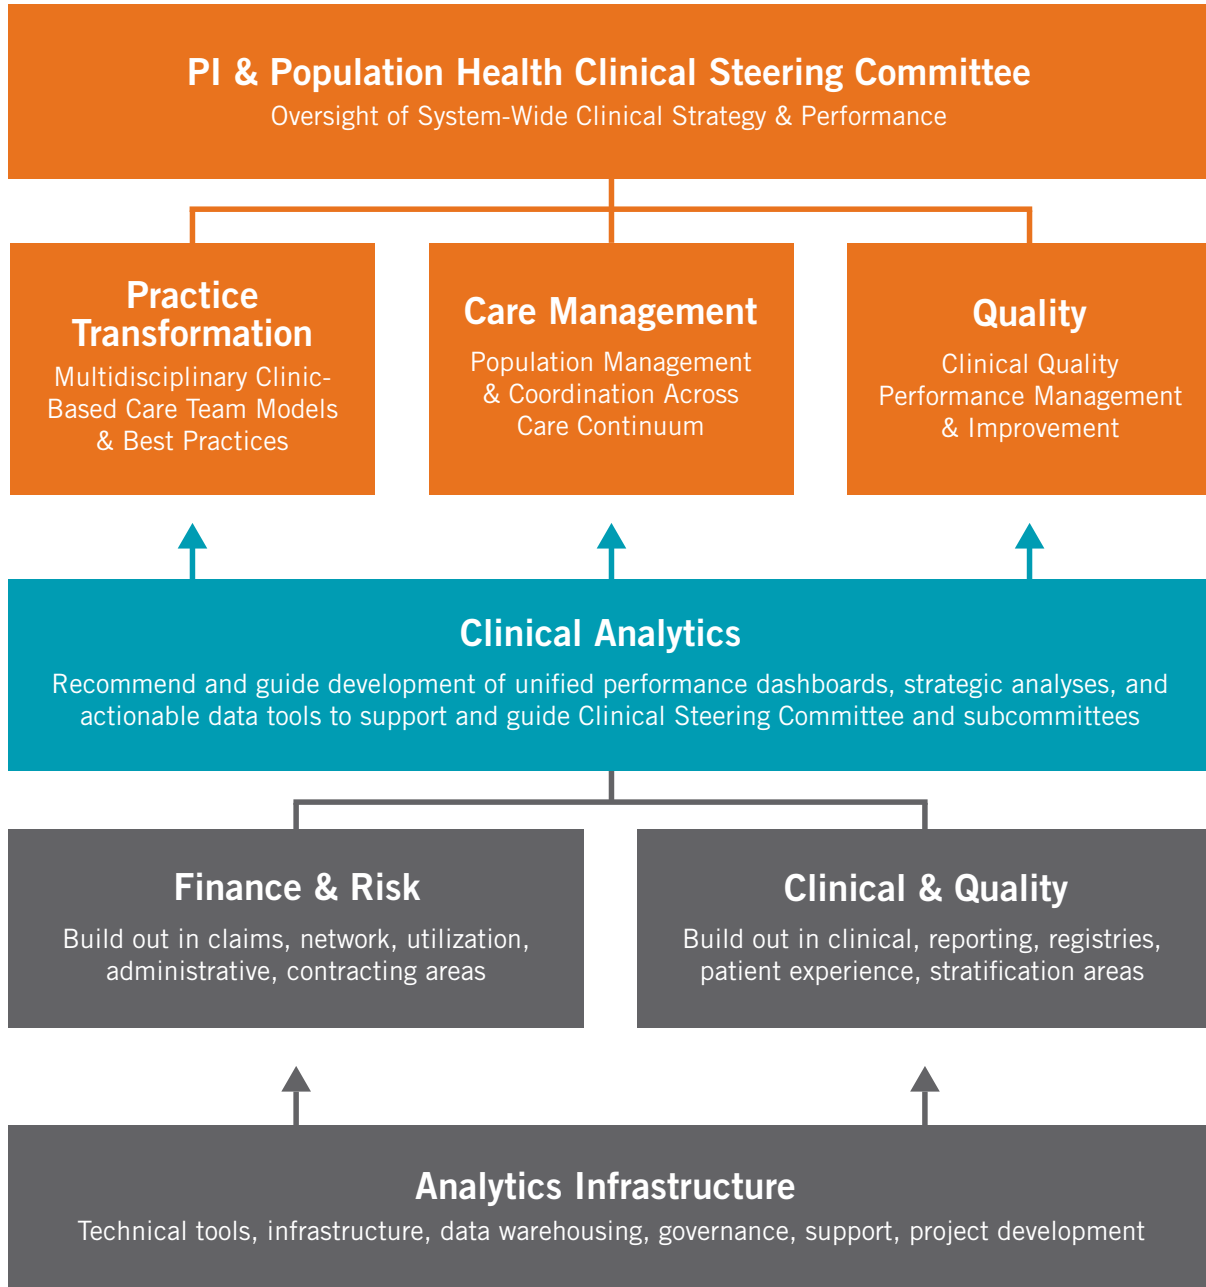 PI & Population Health Clinical Steering Committee
Oversight of System-Wide Clinical Strategy & Performance
Practice
Transformation
Multidisciplinary Clinic-
Based Care Team Models
& Best Practices
Care Management
Population Management
& Coordination Across
Care Continuum
Quality
Clinical Quality
Performance Management
& Improvement
Clinical Analytics
Recommend and guide development of unified performance dashboards, strategic analyses, and
actionable data tools to support and guide Clinical Steering Committee and subcommittees
Finance & Risk
Build out in claims, network, utilization,
administrative, contracting areas
Clinical & Quality
Build out in clinical, reporting, registries,
patient experience, stratification areas
Analytics Infrastructure
Technical tools, infrastructure, data warehousing, governance, support, project development